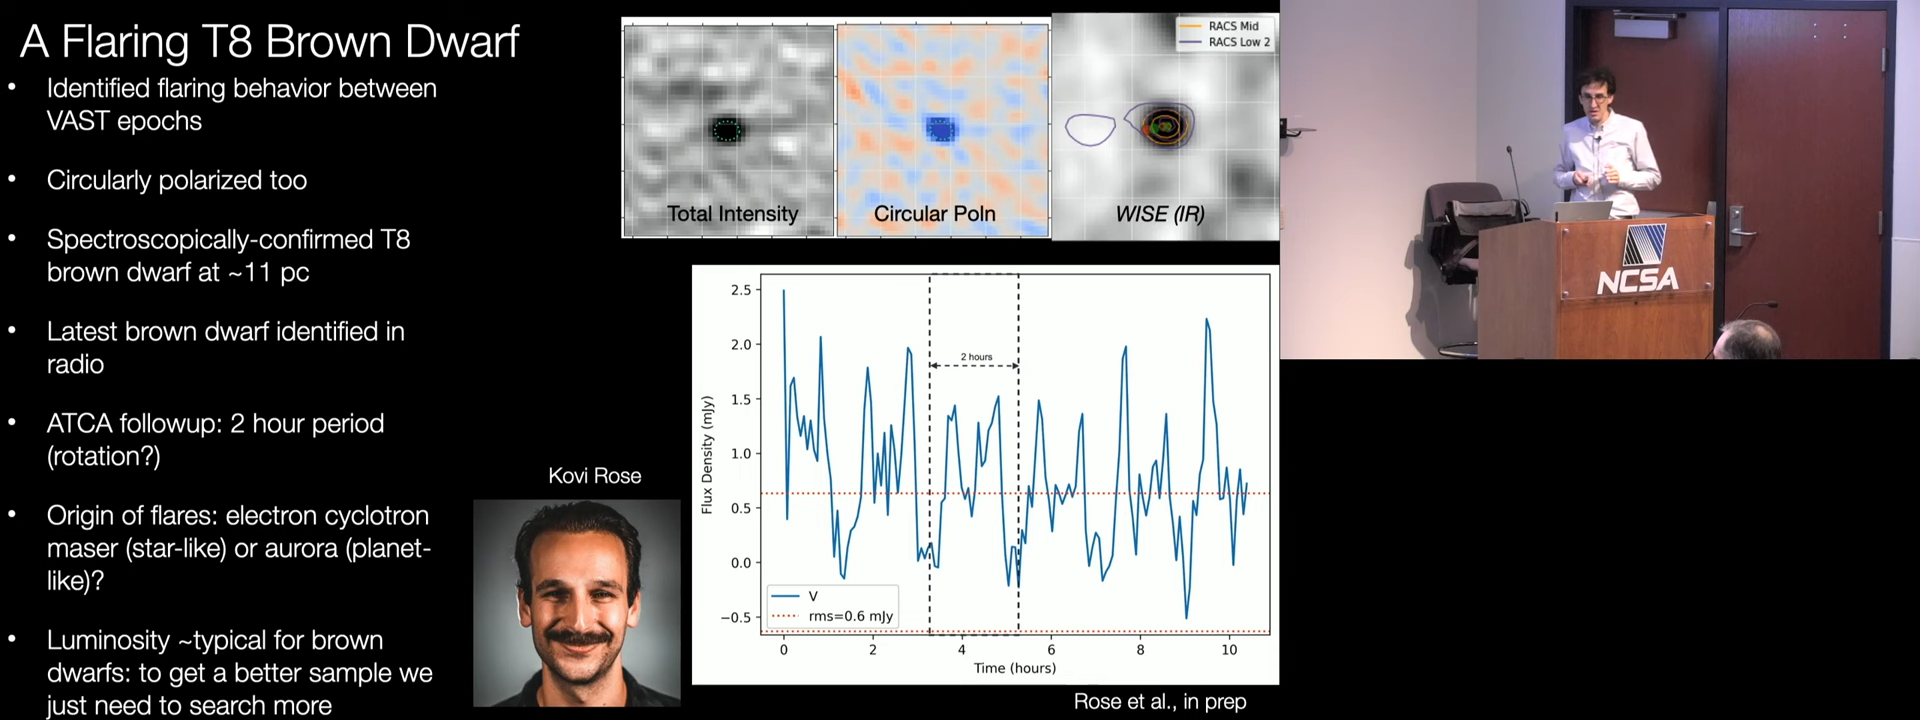 A Flaring T8 Brown Dwarf
• Identified flaring behavior between
VAST epochs
• Circularly polarized too
• Spectroscopically-confirmed T8
brown dwarf at ~11 pc
• Latest brown dwarf identified in
radio
• ATCA followup: 2 hour period
(rotation?)
• Origin of flares: electron cyclotron
maser (star-like) or aurora (planet-
like)?
• Luminosity ~typical for brown
dwarfs: to get a better sample we
just need to search more
Kovi Rose
Total Intensity
Circular Poln
WISE (IR)
RACS Mid
RACS Low 2
2.5
2.0
1.5
1.0
0.5
0.0
−0.5
Flux Density (mJy)
2 hours
V
rms=0.6 mJy
0 2 4 6 8 10
Time (hours)
Rose et al., in prep
NCSA